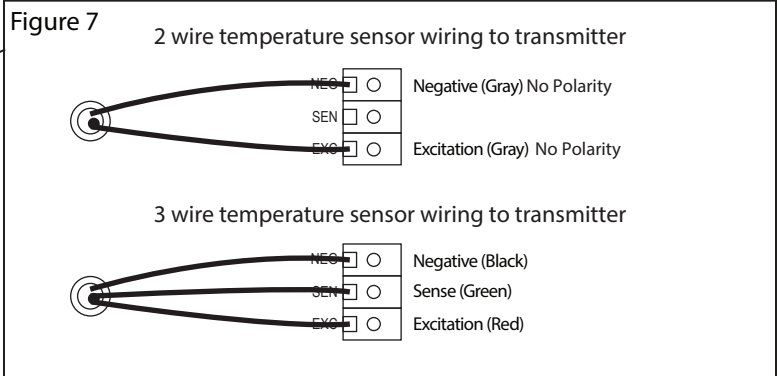 Figure 7
2 wire temperature sensor wiring to transmitter
NEG
Negative (Gray) No Polarity
SEN
EXC
Excitation (Gray) No Polarity
3 wire temperature sensor wiring to transmitter
NEG
Negative (Black)
SEN
Sense (Green)
EXC
Excitation (Red)